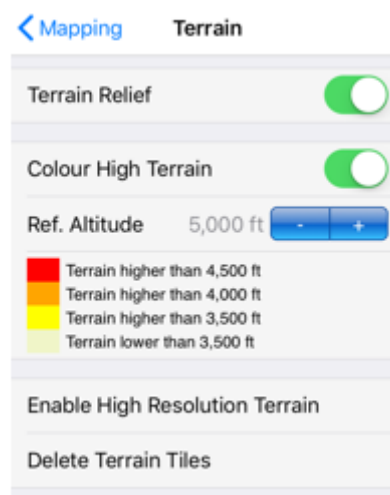 Mapping Terrain
Terrain Relief
Colour High Terrain
Ref. Altitude 5,000 ft - +
Terrain higher than 4,500 ft
Terrain higher than 4,000 ft
Terrain higher than 3,500 ft
Terrain lower than 3,500 ft
Enable High Resolution Terrain
Delete Terrain Tiles